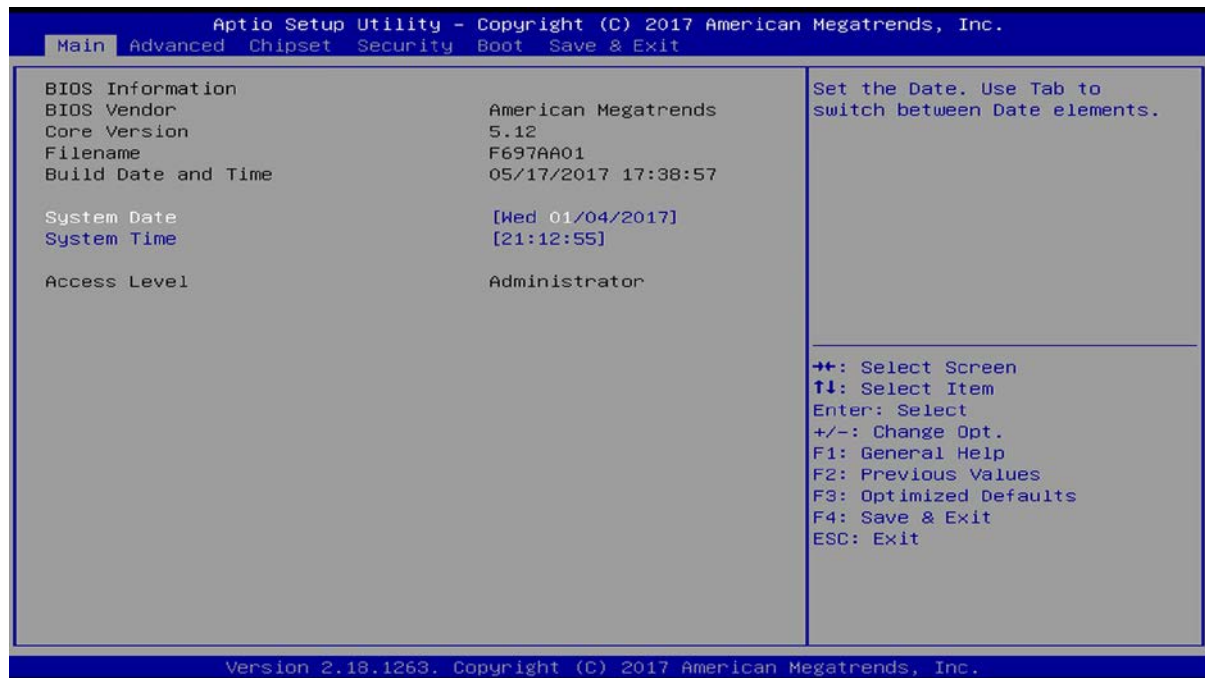 Aptio Setup Utility – Copyright (C) 2017 American Megatrends, Inc.
Main Advanced Chipset Security Boot Save & Exit
BIOS Information
BIOS Vendor American Megatrends
Core Version 5.12
Filename F697AA01
Build Date and Time 05/17/2017 17:38:57
System Date [Wed 01/04/2017]
System Time [21:12:55]
Access Level Administrator
Set the Date. Use Tab to
switch between Date elements.
→←: Select Screen
↑↓: Select Item
Enter: Select
+/-: Change Opt.
F1: General Help
F2: Previous Values
F3: Optimized Defaults
F4: Save & Exit
ESC: Exit
Version 2.18.1263. Copyright (C) 2017 American Megatrends, Inc.